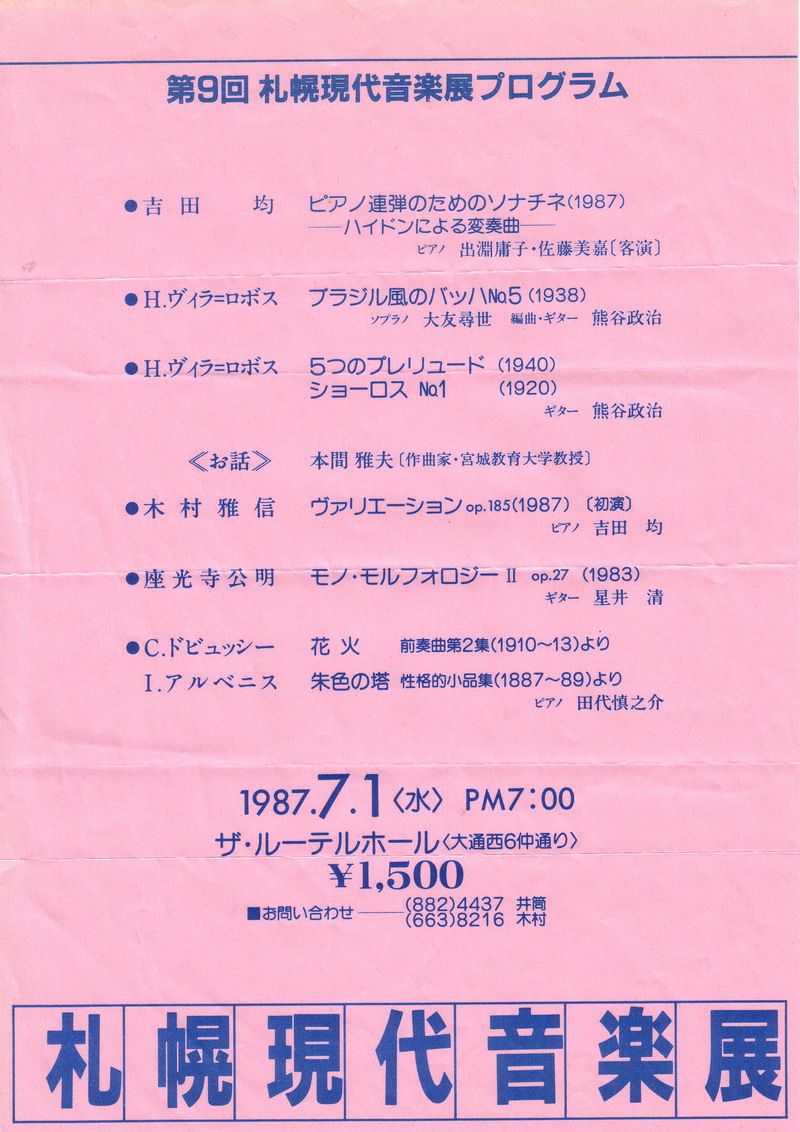 第9回 札幌現代音楽展プログラム
●吉田 均 ピアノ連弾のためのソナチネ(1987)
――ハイドンによる変奏曲――
ピアノ 出淵庸子・佐藤美嘉〔客演〕
●H.ヴィラ=ロボス ブラジル風のバッハNo.5 (1938)
ソプラノ 大友尋世 編曲・ギター 熊谷政治
●H.ヴィラ=ロボス 5つのプレリュード (1940)
ショーロス No.1 (1920)
ギター 熊谷政治
≪お話≫ 本間雅夫〔作曲家・宮城教育大学教授〕
●木村雅信 ヴァリエーション op.185(1987) 〔初演〕
ピアノ 吉田 均
●座光寺公明 モノ・モルフォロジー II op.27 (1983)
ギター 星井 清
●C.ドビュッシー 花火 前奏曲第2集(1910〜13)より
I.アルベニス 朱色の塔 性格的小品集(1887〜89)より
ピアノ 田代慎之介
1987.7.1〈水〉 PM7:00
ザ・ルーテルホール〈大通西6仲通り〉
¥1,500
■お問い合わせ――(882)4437 井筒
(663)8216 木村
札幌現代音楽展